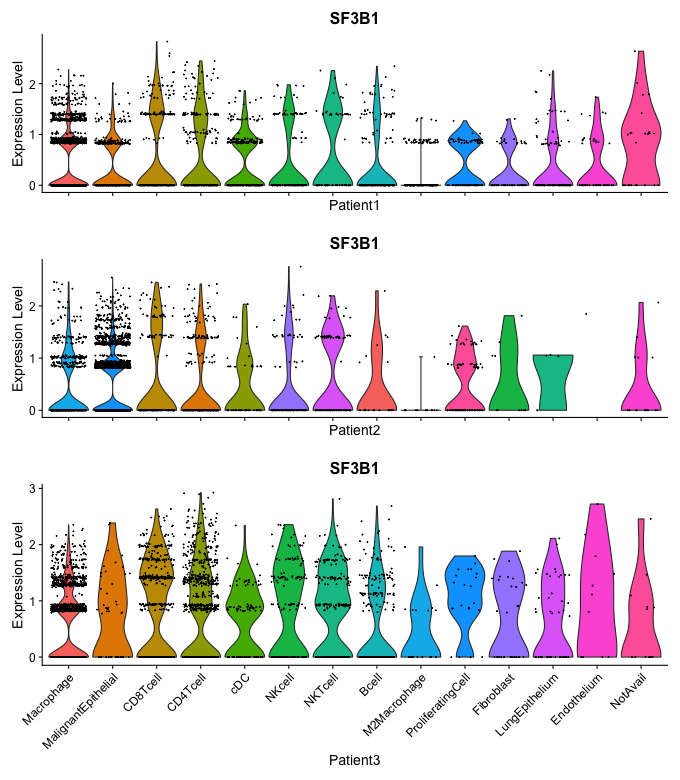 SF3B1
Expression Level
2
1
0
Patient1
SF3B1
Expression Level
2
1
0
Patient2
SF3B1
Expression Level
3
2
1
0
Macrophage
MalignantEpithelial
CD8Tcell
CD4Tcell
cDC
NKcell
NKTcell
Bcell
M2Macrophage
ProliferatingCell
Fibroblast
LungEpithelium
Endothelium
NotAvail
Patient3